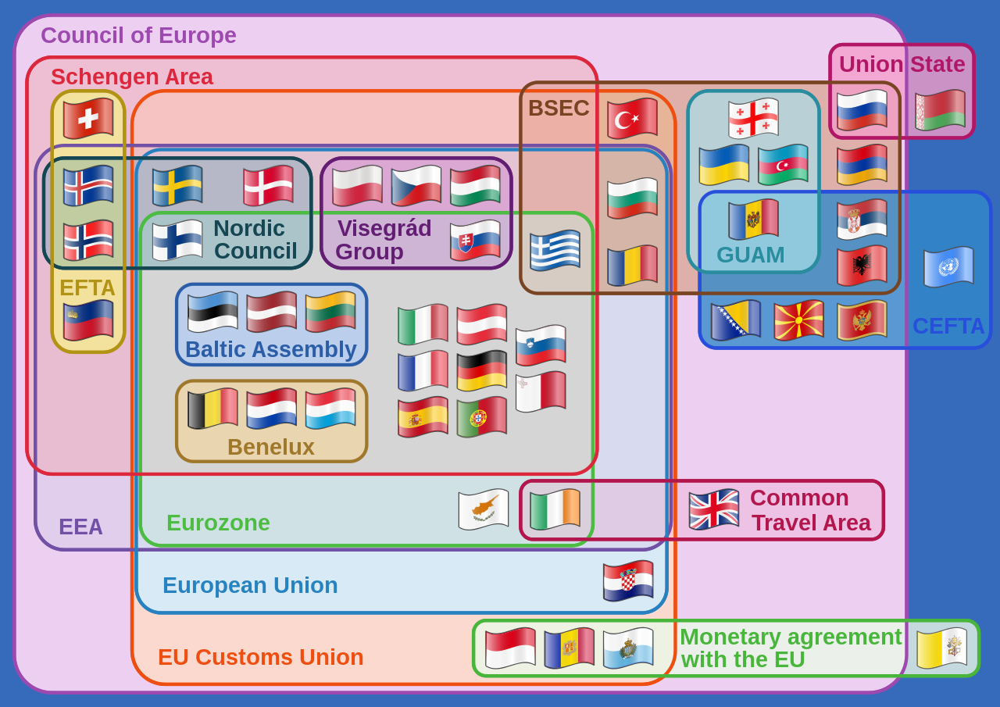 Council of Europe
Schengen Area
Union State
BSEC
Nordic
Council
Visegrád
Group
GUAM
EFTA
CEFTA
Baltic Assembly
Benelux
Common
Travel Area
EEA
Eurozone
European Union
Monetary agreement
with the EU
EU Customs Union